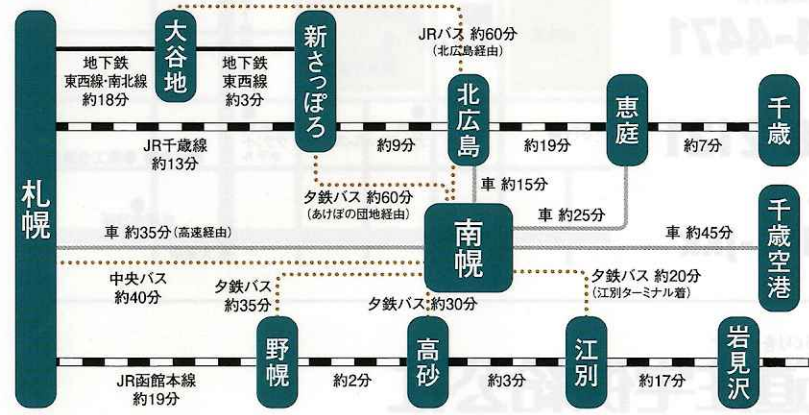 大谷地
新さっぽろ
JRバス 約60分
(北広島経由)
地下鉄
東西線・南北線
約18分
地下鉄
東西線
約3分
北広島
恵庭
千歳
JR千歳線
約13分
約9分
約19分
約7分
札幌
夕鉄バス 約60分
(あけぼの団地経由)
車 約15分
車 約25分
南幌
車 約35分(高速経由)
車 約45分
千歳空港
中央バス
約40分
夕鉄バス
約35分
夕鉄バス 約30分
夕鉄バス 約20分
(江別ターミナル着)
野幌
高砂
江別
岩見沢
JR函館本線
約19分
約2分
約3分
約17分